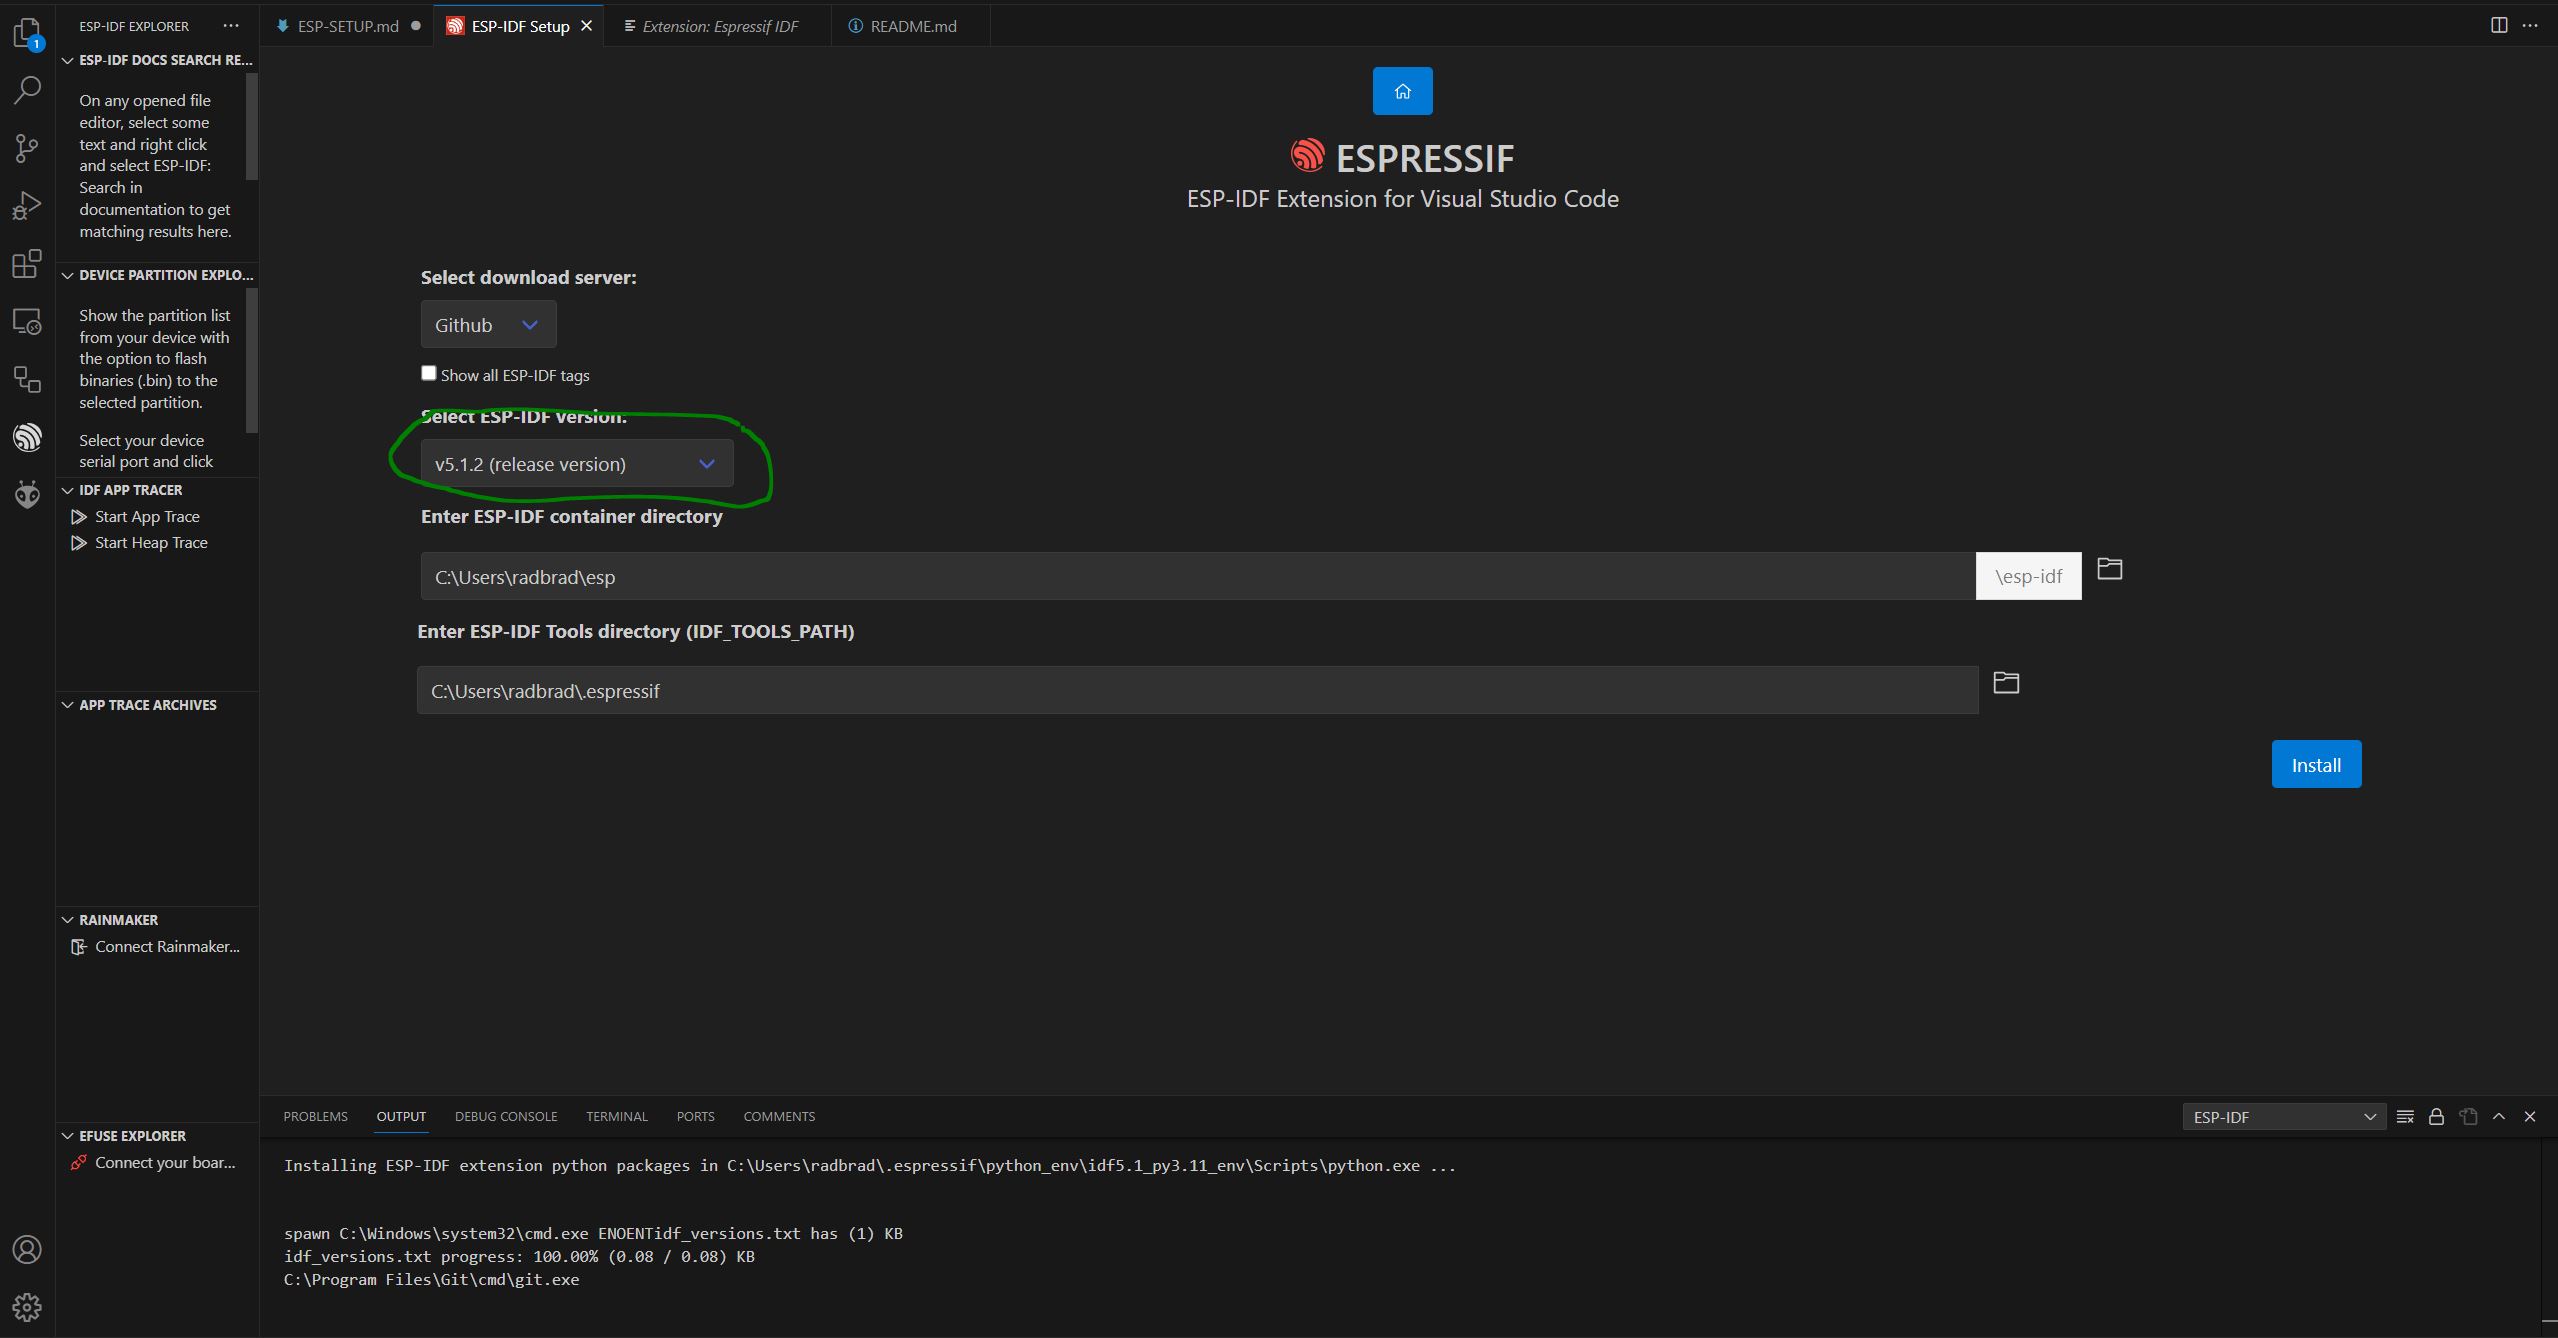 ESP-IDF EXPLORER
ESP-SETUP.md
ESP-IDF Setup
Extension: Espressif IDF
README.md
1
ESP-IDF DOCS SEARCH RE...
On any opened file
editor, select some
text and right click
and select ESP-IDF:
Search in
documentation to get
matching results here.
DEVICE PARTITION EXPLO...
Show the partition list
from your device with
the option to flash
binaries (.bin) to the
selected partition.
Select your device
serial port and click
IDF APP TRACER
Start App Trace
Start Heap Trace
APP TRACE ARCHIVES
RAINMAKER
Connect Rainmaker...
EFUSE EXPLORER
Connect your boar...
ESPRESSIF
ESP-IDF Extension for Visual Studio Code
Select download server:
Github
Show all ESP-IDF tags
Select ESP-IDF version:
v5.1.2 (release version)
Enter ESP-IDF container directory
C:\Users\radbrad\esp
\esp-idf
Enter ESP-IDF Tools directory (IDF_TOOLS_PATH)
C:\Users\radbrad\.espressif
Install
PROBLEMS OUTPUT DEBUG CONSOLE TERMINAL PORTS COMMENTS
ESP-IDF
Installing ESP-IDF extension python packages in C:\Users\radbrad\.espressif\python_env\idf5.1_py3.11_env\Scripts\python.exe ...
spawn C:\Windows\system32\cmd.exe ENOENTidf_versions.txt has (1) KB
idf_versions.txt progress: 100.00% (0.08 / 0.08) KB
C:\Program Files\Git\cmd\git.exe